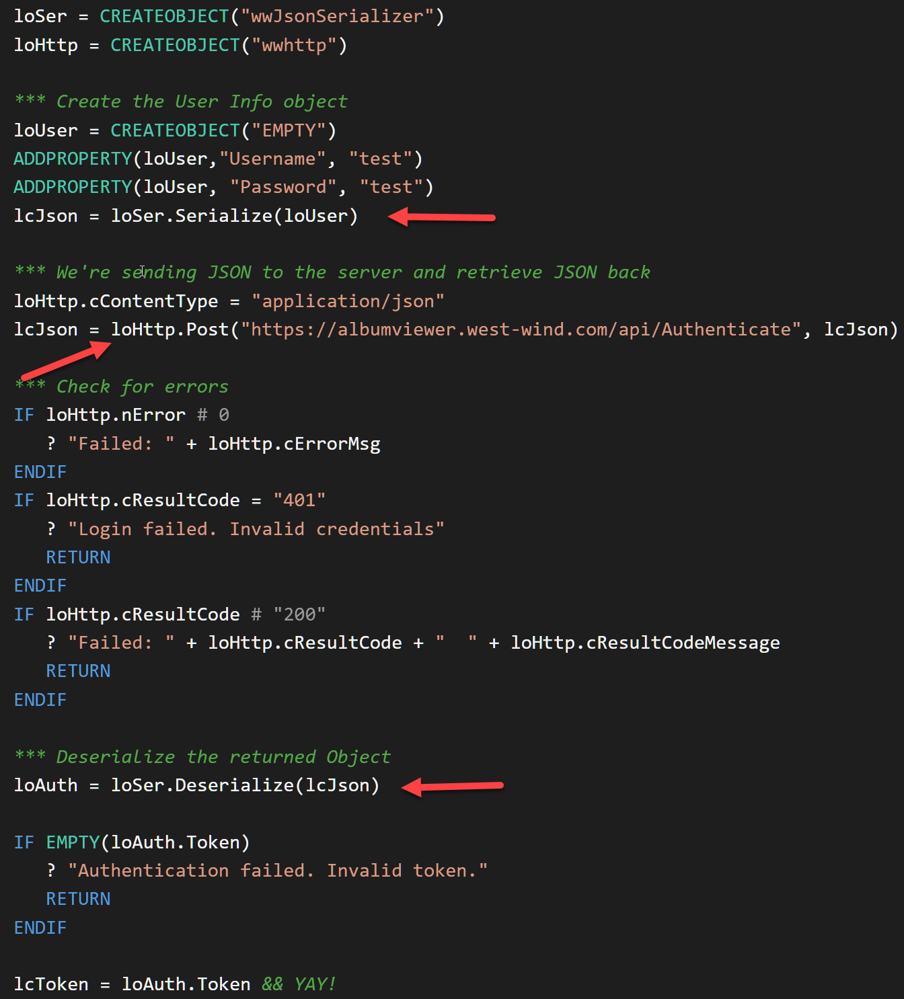 loSer = CREATEOBJECT("wwJsonSerializer")
loHttp = CREATEOBJECT("wwhttp")
*** Create the User Info object
loUser = CREATEOBJECT("EMPTY")
ADDPROPERTY(loUser,"Username", "test")
ADDPROPERTY(loUser, "Password", "test")
lcJson = loSer.Serialize(loUser)
*** We're sending JSON to the server and retrieve JSON back
loHttp.cContentType = "application/json"
lcJson = loHttp.Post("https://albumviewer.west-wind.com/api/Authenticate", lcJson)
*** Check for errors
IF loHttp.nError # 0
   ? "Failed: " + loHttp.cErrorMsg
ENDIF
IF loHttp.cResultCode = "401"
   ? "Login failed. Invalid credentials"
   RETURN
ENDIF
IF loHttp.cResultCode # "200"
   ? "Failed: " + loHttp.cResultCode + "  " + loHttp.cResultCodeMessage
   RETURN
ENDIF
*** Deserialize the returned Object
loAuth = loSer.Deserialize(lcJson)
IF EMPTY(loAuth.Token)
   ? "Authentication failed. Invalid token."
   RETURN
ENDIF
lcToken = loAuth.Token && YAY!